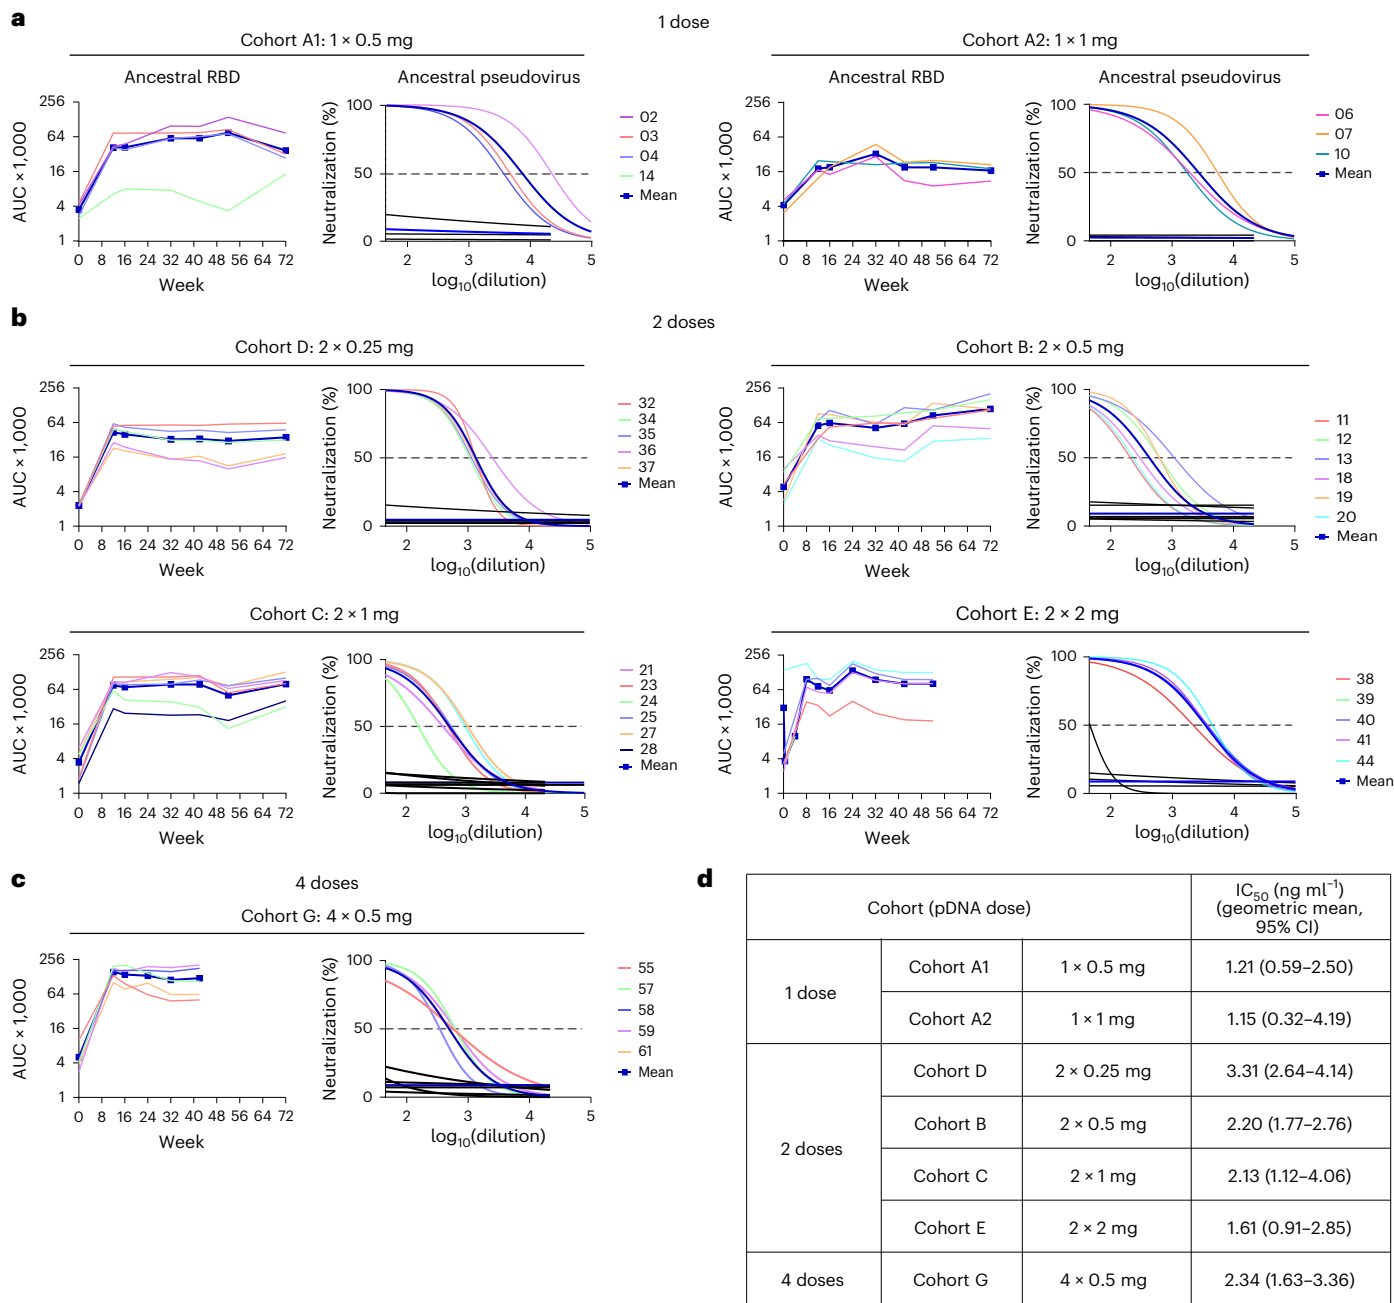 a
1 dose
Cohort A1: 1 × 0.5 mg
Ancestral RBD
Ancestral pseudovirus
AUC × 1,000
256
64
16
4
1
0 8 16 24 32 40 48 56 64 72
Week
Neutralization (%)
100
50
0
2 3 4 5
log10(dilution)
02
03
04
14
Mean
Cohort A2: 1 × 1 mg
Ancestral RBD
Ancestral pseudovirus
AUC × 1,000
256
64
16
4
1
0 8 16 24 32 40 48 56 64 72
Week
Neutralization (%)
100
50
0
2 3 4 5
log10(dilution)
06
07
10
Mean
b
2 doses
Cohort D: 2 × 0.25 mg
AUC × 1,000
256
64
16
4
1
0 8 16 24 32 40 48 56 64 72
Week
Neutralization (%)
100
50
0
2 3 4 5
log10(dilution)
32
34
35
36
37
Mean
Cohort B: 2 × 0.5 mg
AUC × 1,000
256
64
16
4
1
0 8 16 24 32 40 48 56 64 72
Week
Neutralization (%)
100
50
0
2 3 4 5
log10(dilution)
11
12
13
18
19
20
Mean
Cohort C: 2 × 1 mg
AUC × 1,000
256
64
16
4
1
0 8 16 24 32 40 48 56 64 72
Week
Neutralization (%)
100
50
0
2 3 4 5
log10(dilution)
21
23
24
25
27
28
Mean
Cohort E: 2 × 2 mg
AUC × 1,000
256
64
16
4
1
0 8 16 24 32 40 48 56 64 72
Week
Neutralization (%)
100
50
0
2 3 4 5
log10(dilution)
38
39
40
41
44
Mean
c
4 doses
Cohort G: 4 × 0.5 mg
AUC × 1,000
256
64
16
4
1
0 8 16 24 32 40 48 56 64 72
Week
Neutralization (%)
100
50
0
2 3 4 5
log10(dilution)
55
57
58
59
61
Mean
d
Cohort (pDNA dose)
IC50 (ng ml−1)
(geometric mean,
95% CI)
1 dose
Cohort A1 1 × 0.5 mg 1.21 (0.59–2.50)
Cohort A2 1 × 1 mg 1.15 (0.32–4.19)
2 doses
Cohort D 2 × 0.25 mg 3.31 (2.64–4.14)
Cohort B 2 × 0.5 mg 2.20 (1.77–2.76)
Cohort C 2 × 1 mg 2.13 (1.12–4.06)
Cohort E 2 × 2 mg 1.61 (0.91–2.85)
4 doses Cohort G 4 × 0.5 mg 2.34 (1.63–3.36)